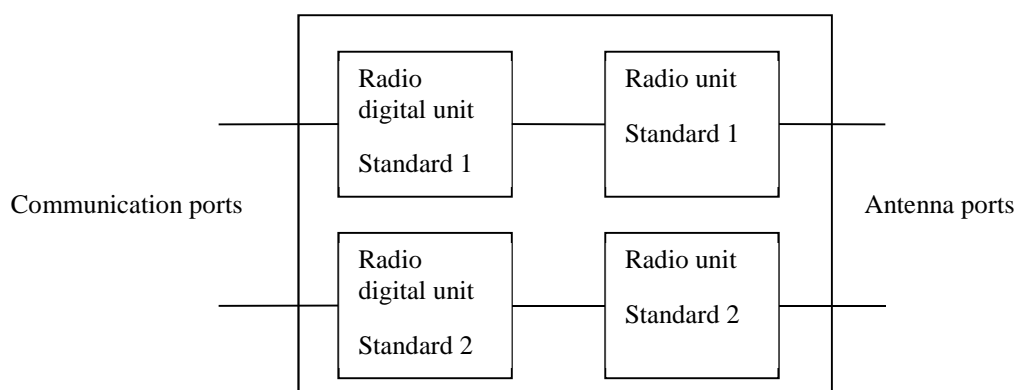 Radio
digital unit
Standard 1
Radio unit
Standard 1
Communication ports
Antenna ports
Radio
digital unit
Standard 2
Radio unit
Standard 2